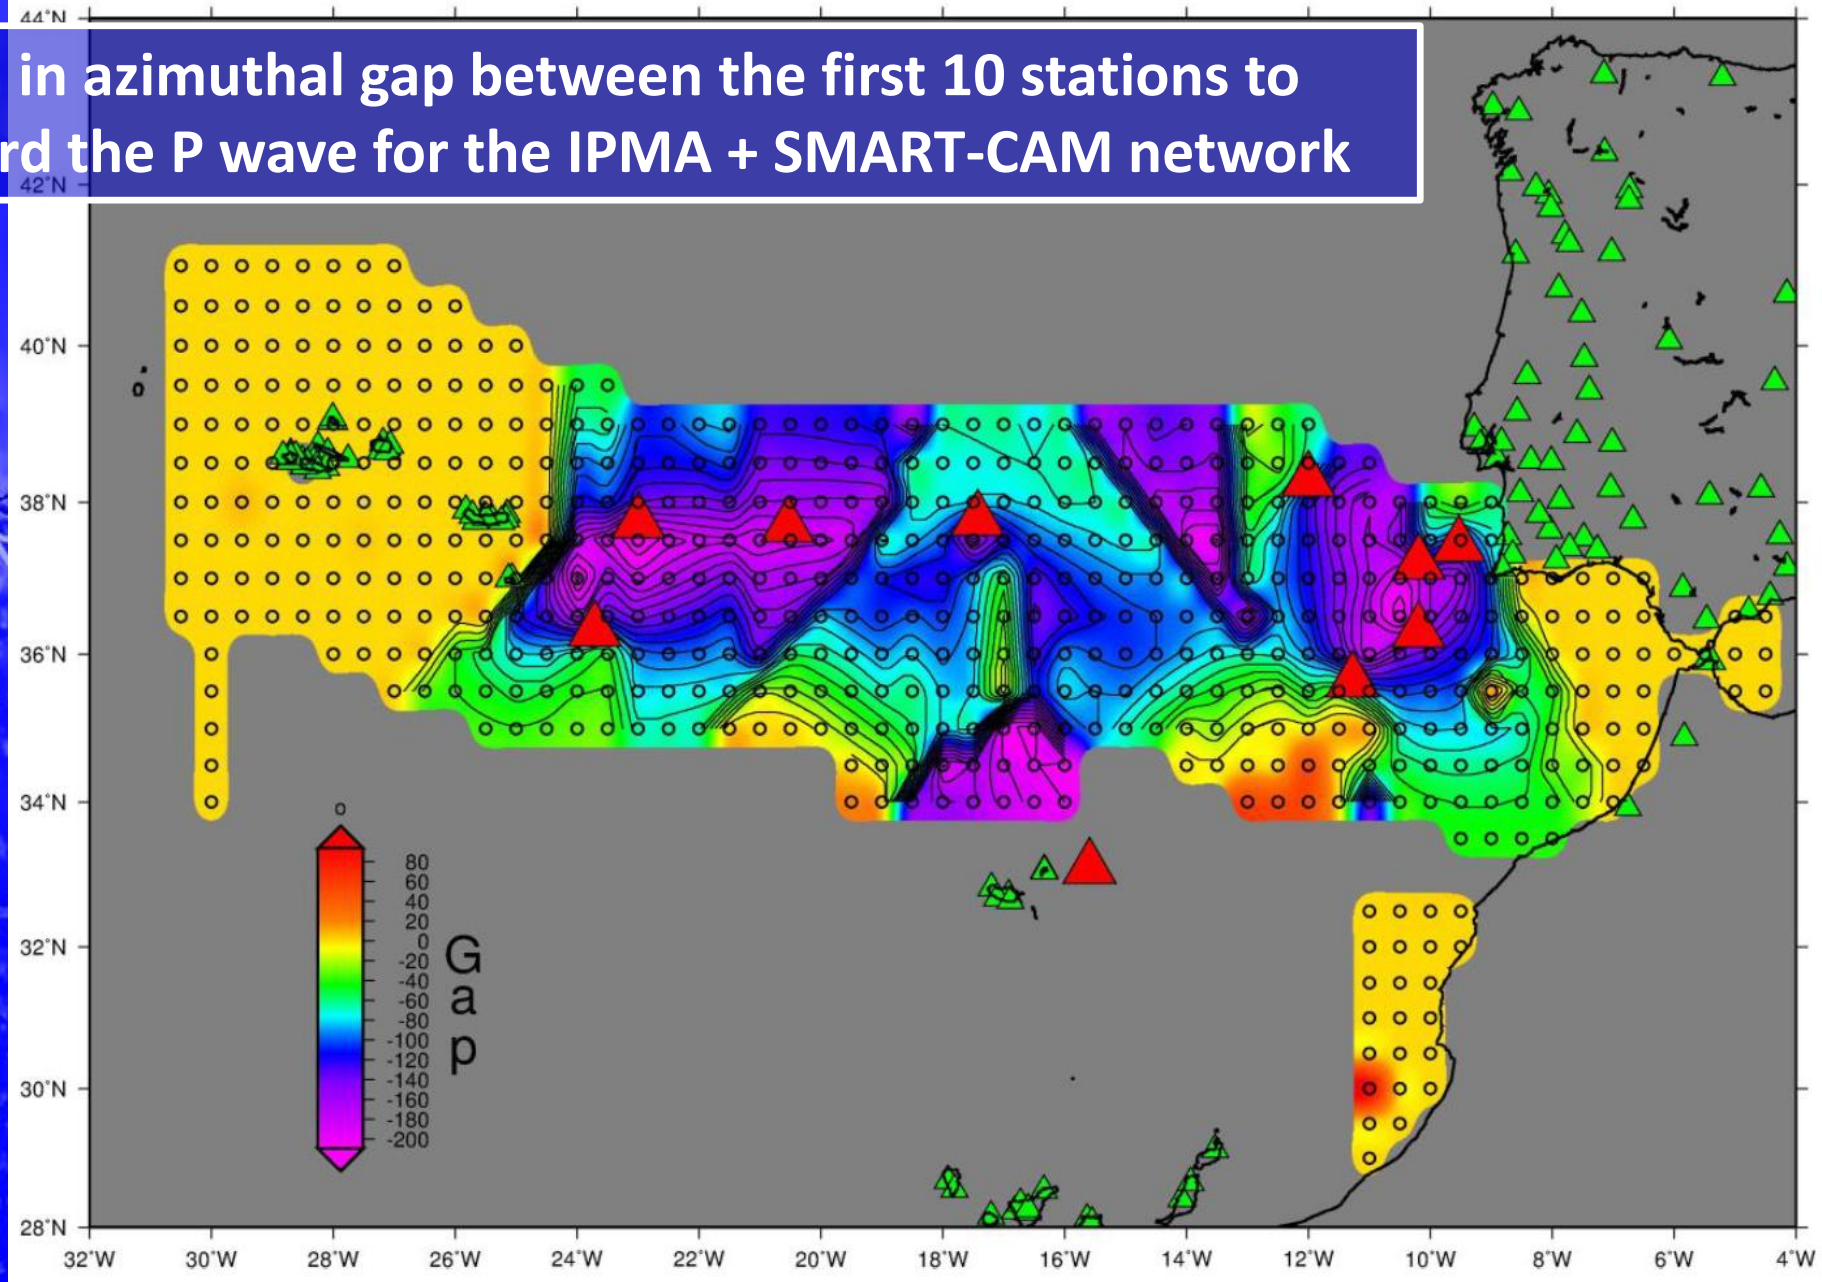 44°N
in azimuthal gap between the first 10 stations to
rd the P wave for the IPMA + SMART-CAM network
42°N
40°N
38°N
36°N
34°N
32°N
30°N
28°N
o
80
60
40
20
0
-20
-40
-60
-80
-100
-120
-140
-160
-180
-200
G
a
p
32°W 30°W 28°W 26°W 24°W 22°W 20°W 18°W 16°W 14°W 12°W 10°W 8°W 6°W 4°W